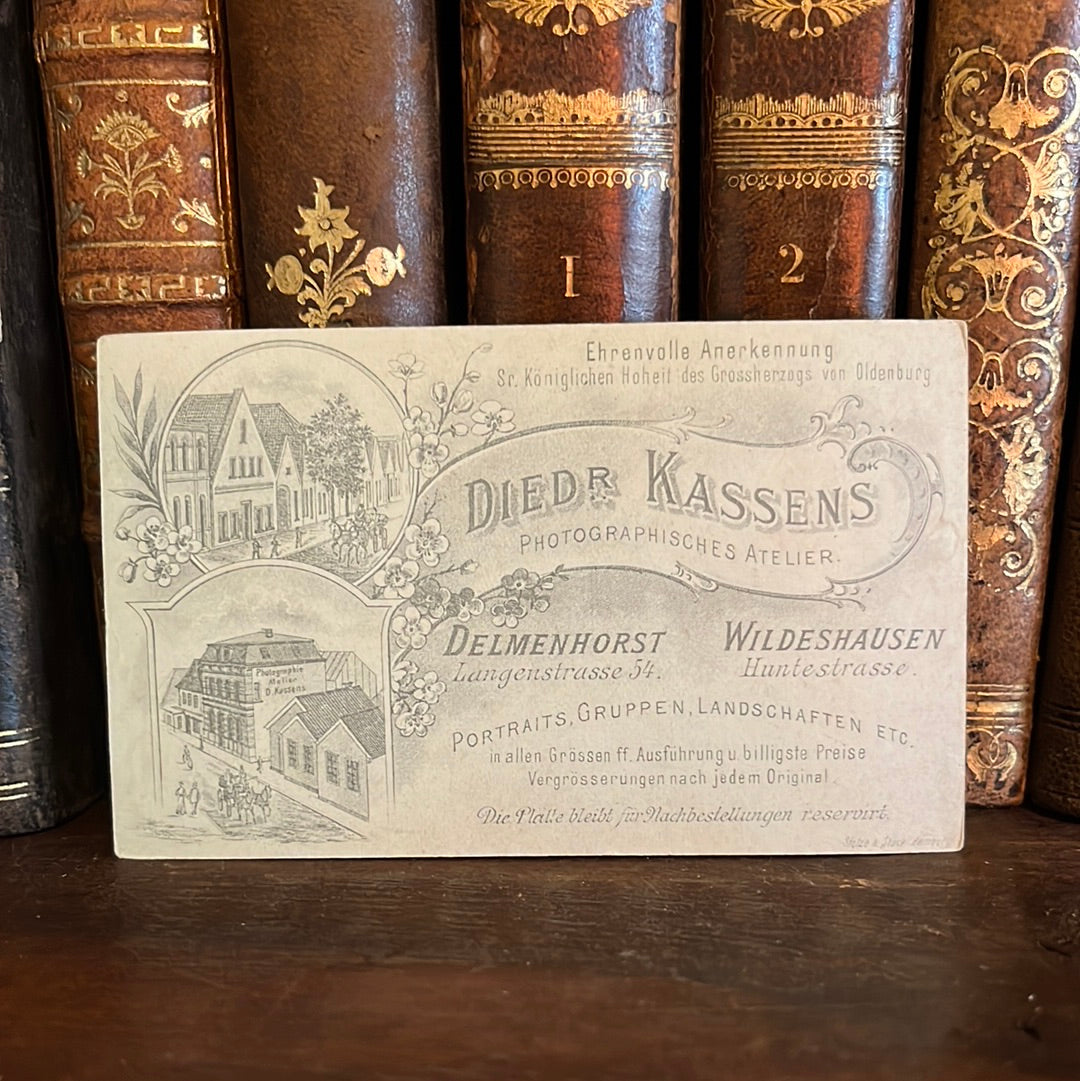 1
2
Ehrenvolle Anerkennung
Sr. Königlichen Hoheit des Grossherzogs von Oldenburg
DIEDR KASSENS
PHOTOGRAPHISCHES ATELIER.
DELMENHORST
Langenstrasse 54.
WILDESHAUSEN
Huntestrasse.
Photographie
Atelier
D. Kassens
PORTRAITS, GRUPPEN, LANDSCHAFTEN ETC.
in allen Grössen ff. Ausführung u. billigste Preise
Vergrösserungen nach jedem Original.
Die Platte bleibt für Nachbestellungen reservirt.